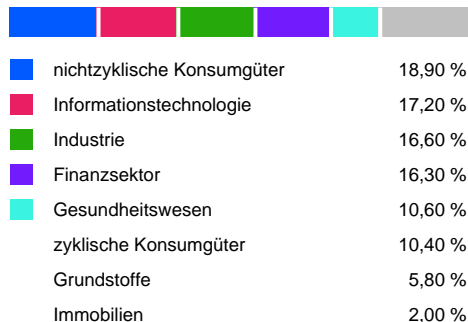 nichtzyklische Konsumgüter 18,90 %
Informationstechnologie 17,20 %
Industrie 16,60 %
Finanzsektor 16,30 %
Gesundheitswesen 10,60 %
zyklische Konsumgüter 10,40 %
Grundstoffe 5,80 %
Immobilien 2,00 %